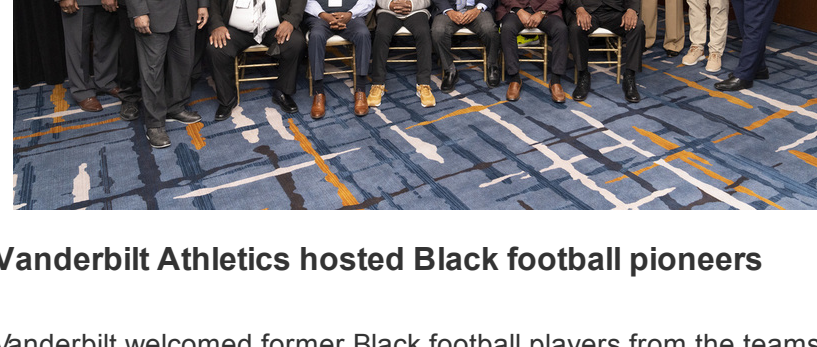 Vanderbilt Athletics hosted Black football pioneers
Vanderbilt welcomed former Black football players from the teams